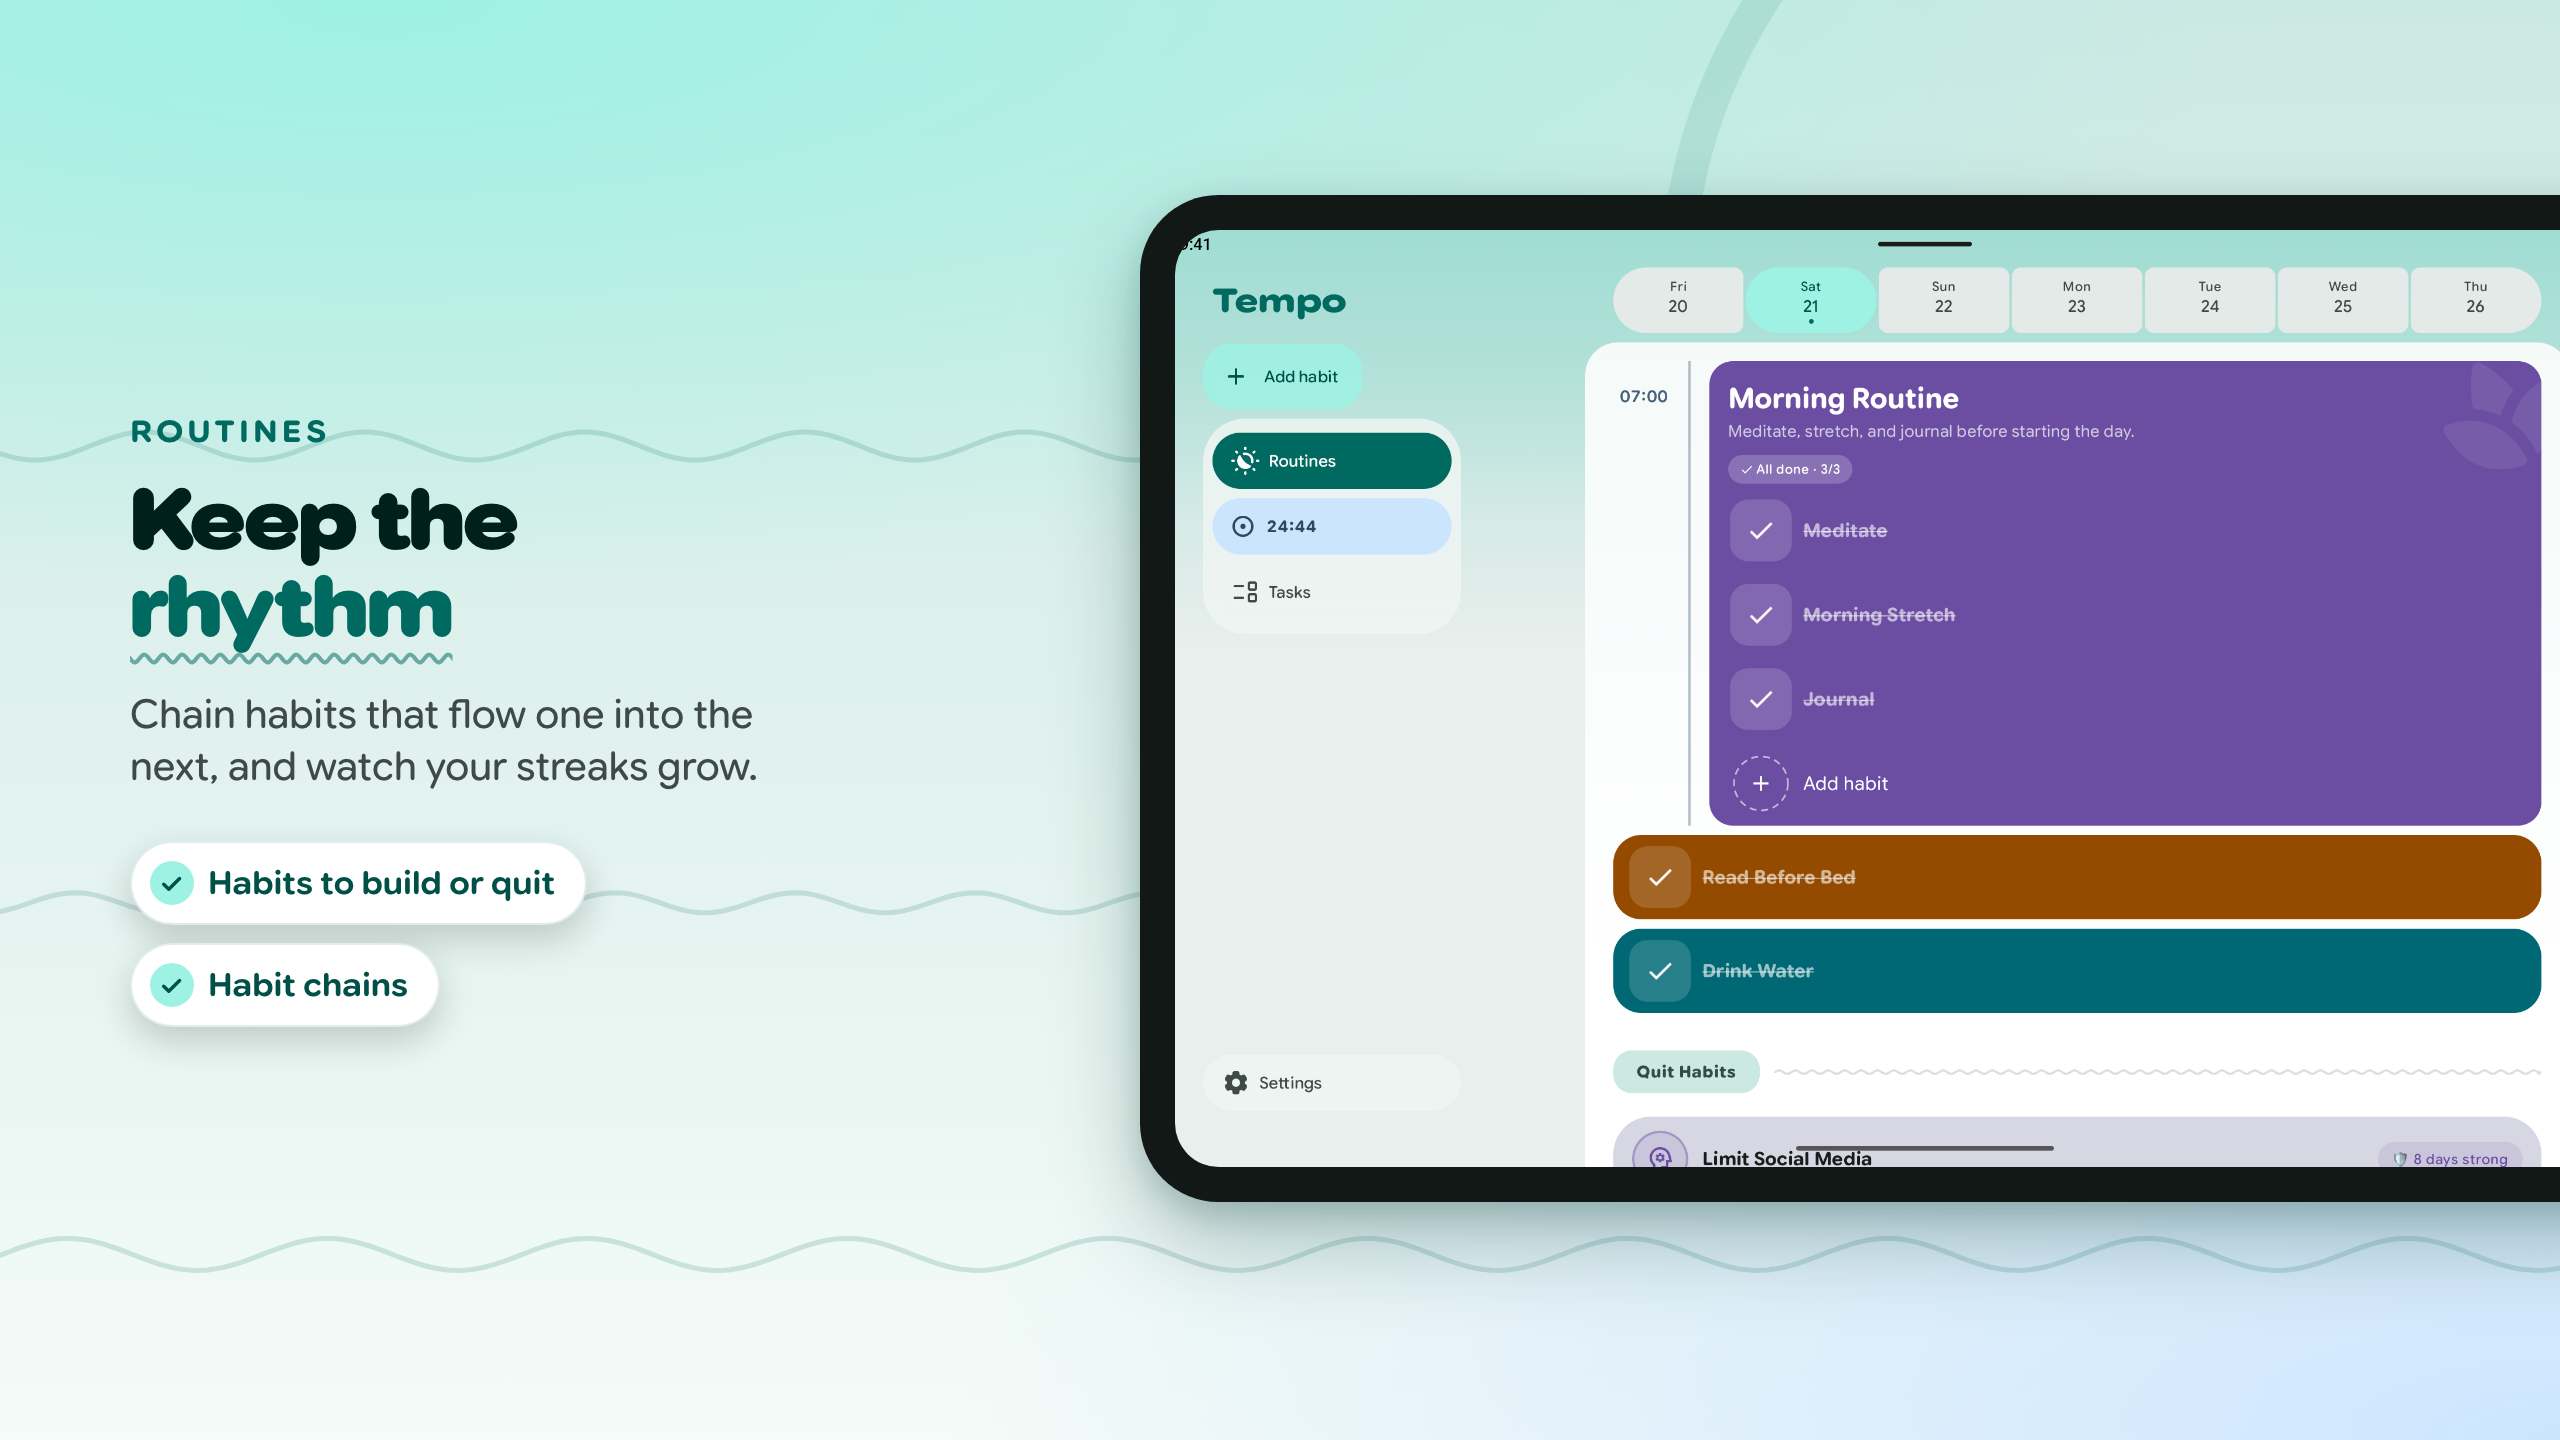 ROUTINES
Keep the
rhythm
Chain habits that flow one into the
next, and watch your streaks grow.
Habits to build or quit
Habit chains
9:41
Tempo
Add habit
Routines
24:44
Tasks
Settings
Fri Sat Sun Mon Tue Wed Thu
20 21 22 23 24 25 26
07:00
Morning Routine
Meditate, stretch, and journal before starting the day.
All done · 3/3
Meditate
Morning Stretch
Journal
Add habit
Read Before Bed
Drink Water
Quit Habits
Limit Social Media
8 days strong